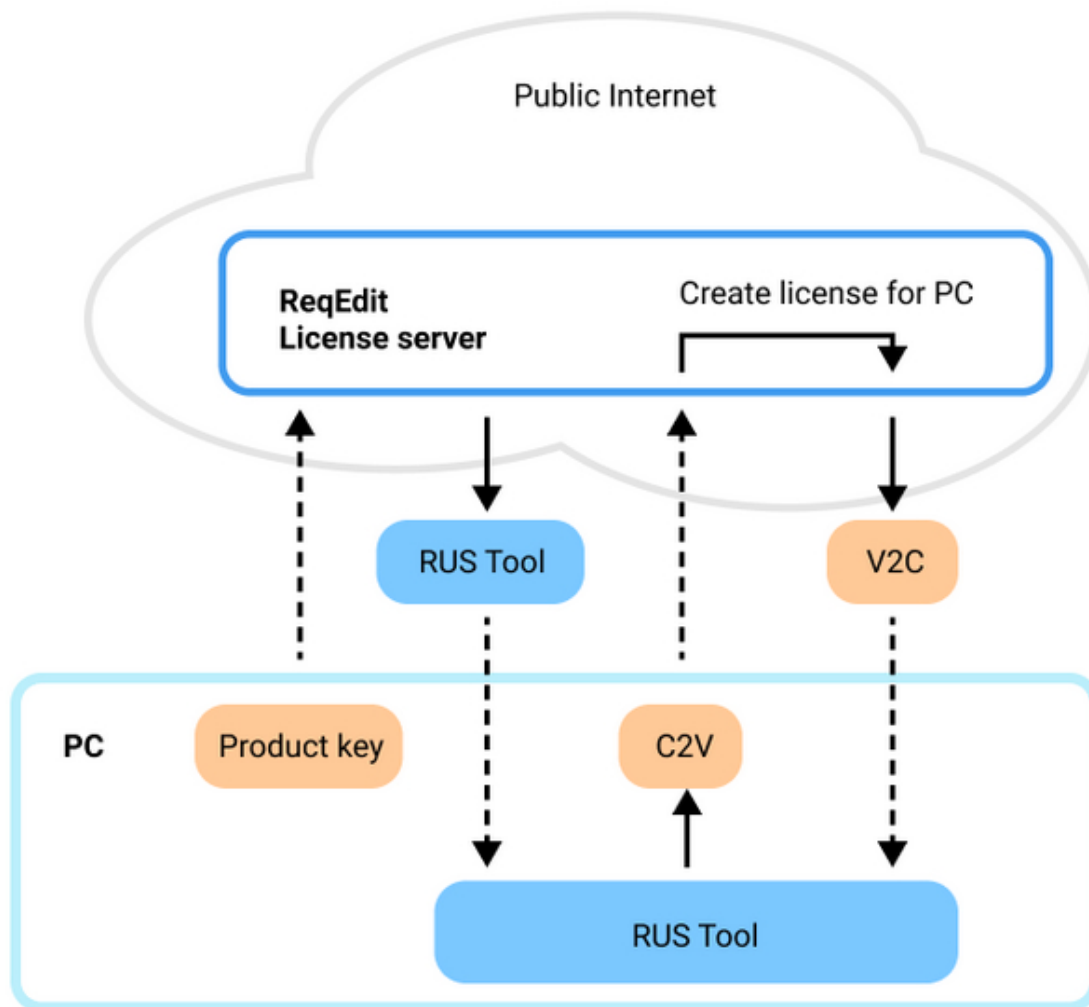 Public Internet
ReqEdit
License server
Create license for PC
RUS Tool
V2C
PC
Product key
C2V
RUS Tool